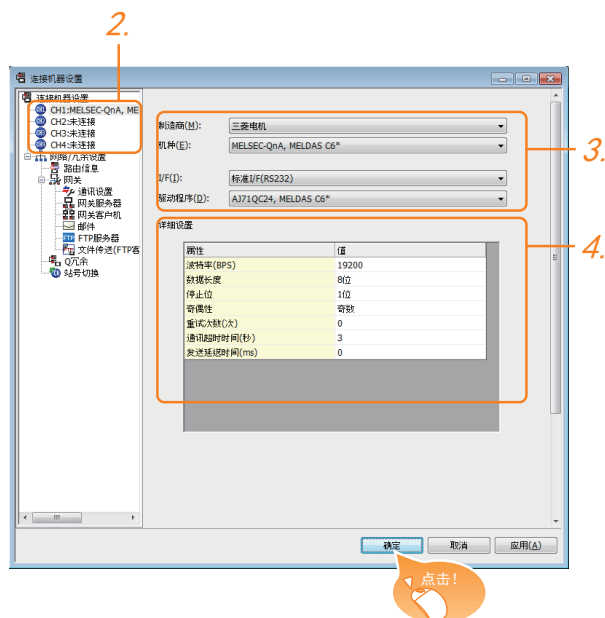 2.
连接机器设置
连接机器设置
CH1:MELSEC-QnA, ME
CH2:未连接
CH3:未连接
CH4:未连接
网络/冗余设置
路由信息
网关
通讯设置
网关服务器
网关客户机
邮件
FTP服务器
文件传送(FTP客
Q冗余
站号切换
制造商(M): 三菱电机
机种(E): MELSEC-QnA, MELDAS C6*
I/F(I): 标准I/F(RS232)
驱动程序(D): AJ71QC24, MELDAS C6*
3.
详细设置
4.
属性 值
波特率(BPS) 19200
数据长度 8位
停止位 1位
奇偶性 奇数
重试次数(次) 0
通讯超时时间(秒) 3
发送延迟时间(ms) 0
确定 取消 应用(A)
点击!